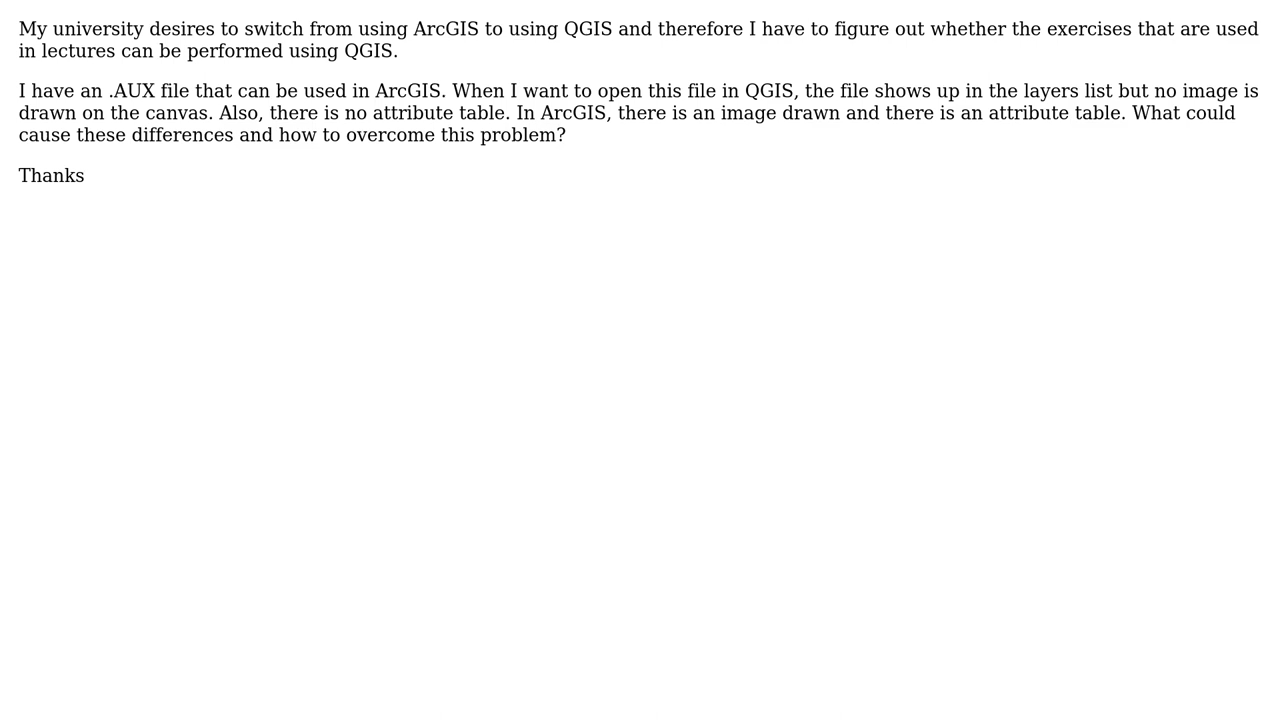 My university desires to switch from using ArcGIS to using QGIS and therefore I have to figure out whether the exercises that are used
in lectures can be performed using QGIS.
I have an .AUX file that can be used in ArcGIS. When I want to open this file in QGIS, the file shows up in the layers list but no image is
drawn on the canvas. Also, there is no attribute table. In ArcGIS, there is an image drawn and there is an attribute table. What could
cause these differences and how to overcome this problem?
Thanks